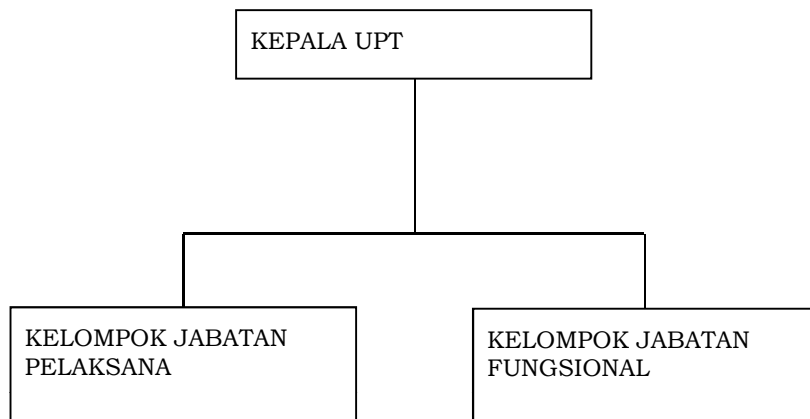 KEPALA UPT
KELOMPOK JABATAN
PELAKSANA
KELOMPOK JABATAN
FUNGSIONAL